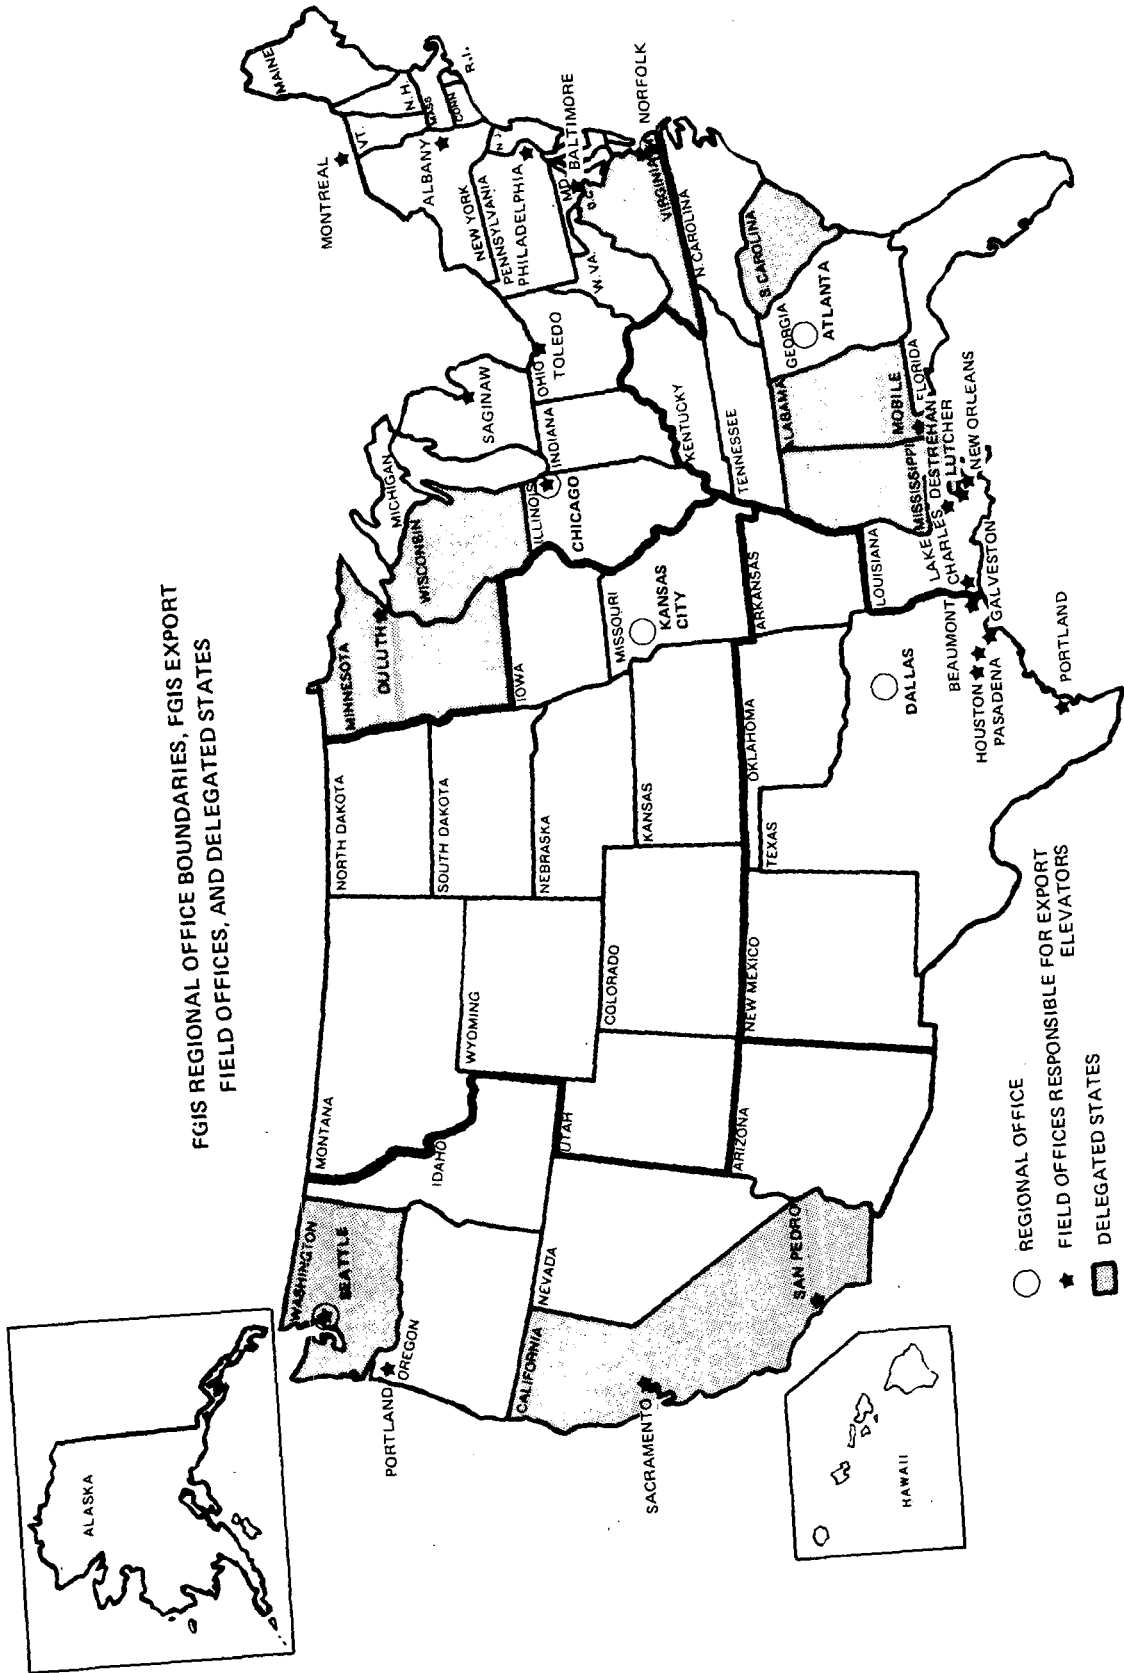 FGIS REGIONAL OFFICE BOUNDARIES, FGIS EXPORT
FIELD OFFICES, AND DELEGATED STATES
ALASKA
WASHINGTON
SEATTLE
PORTLAND
OREGON
IDAHO
MONTANA
NORTH DAKOTA
MINNESOTA
DULUTH
WISCONSIN
MICHIGAN
SAGINAW
MONTREAL
VT.
N.H.
MAINE
ALBANY
MASS
CONN
R.I.
NEW YORK
PENNSYLVANIA
PHILADELPHIA
N.J.
MD.
BALTIMORE
D.C.
NORFOLK
VIRGINIA
W.VA.
OHIO
TOLEDO
INDIANA
ILLINOIS
CHICAGO
IOWA
SOUTH DAKOTA
WYOMING
NEBRASKA
NEVADA
UTAH
COLORADO
KANSAS
MISSOURI
KANSAS
CITY
KENTUCKY
TENNESSEE
N.CAROLINA
S.CAROLINA
GEORGIA
ATLANTA
ALABAMA
MOBILE
FLORIDA
MISSISSIPPI
CALIFORNIA
SACRAMENTO
SAN PEDRO
ARIZONA
NEW MEXICO
OKLAHOMA
TEXAS
ARKANSAS
LOUISIANA
DALLAS
LAKE
CHARLES
DESTREHAN
LUTCHER
NEW ORLEANS
BEAUMONT
HOUSTON
PASADENA
GALVESTON
PORTLAND
HAWAII
REGIONAL OFFICE
FIELD OFFICES RESPONSIBLE FOR EXPORT
ELEVATORS
DELEGATED STATES